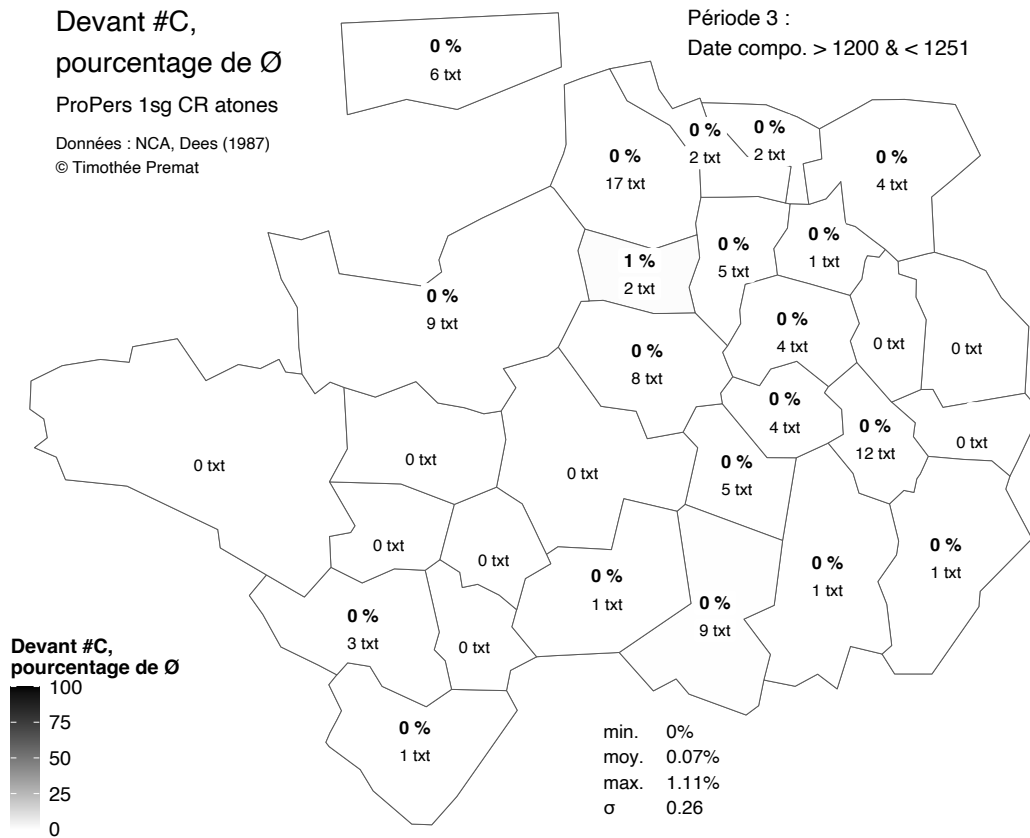 Devant #C,
pourcentage de Ø
ProPers 1sg CR atones
Données : NCA, Dees (1987)
© Timothée Premat
Période 3 :
Date compo. > 1200 & < 1251
0 %
6 txt
0 %
17 txt
0 %
2 txt
0 %
2 txt
0 %
4 txt
0 %
1 txt
0 %
5 txt
1 %
2 txt
0 %
9 txt
0 %
4 txt
0 txt
0 txt
0 %
8 txt
0 %
4 txt
0 %
12 txt
0 txt
0 txt
0 txt
0 txt
0 %
5 txt
0 txt
0 txt
0 %
1 txt
0 %
1 txt
0 %
1 txt
0 %
9 txt
0 %
3 txt
0 txt
0 %
1 txt
Devant #C,
pourcentage de Ø
100
75
50
25
0
min. 0%
moy. 0.07%
max. 1.11%
σ 0.26